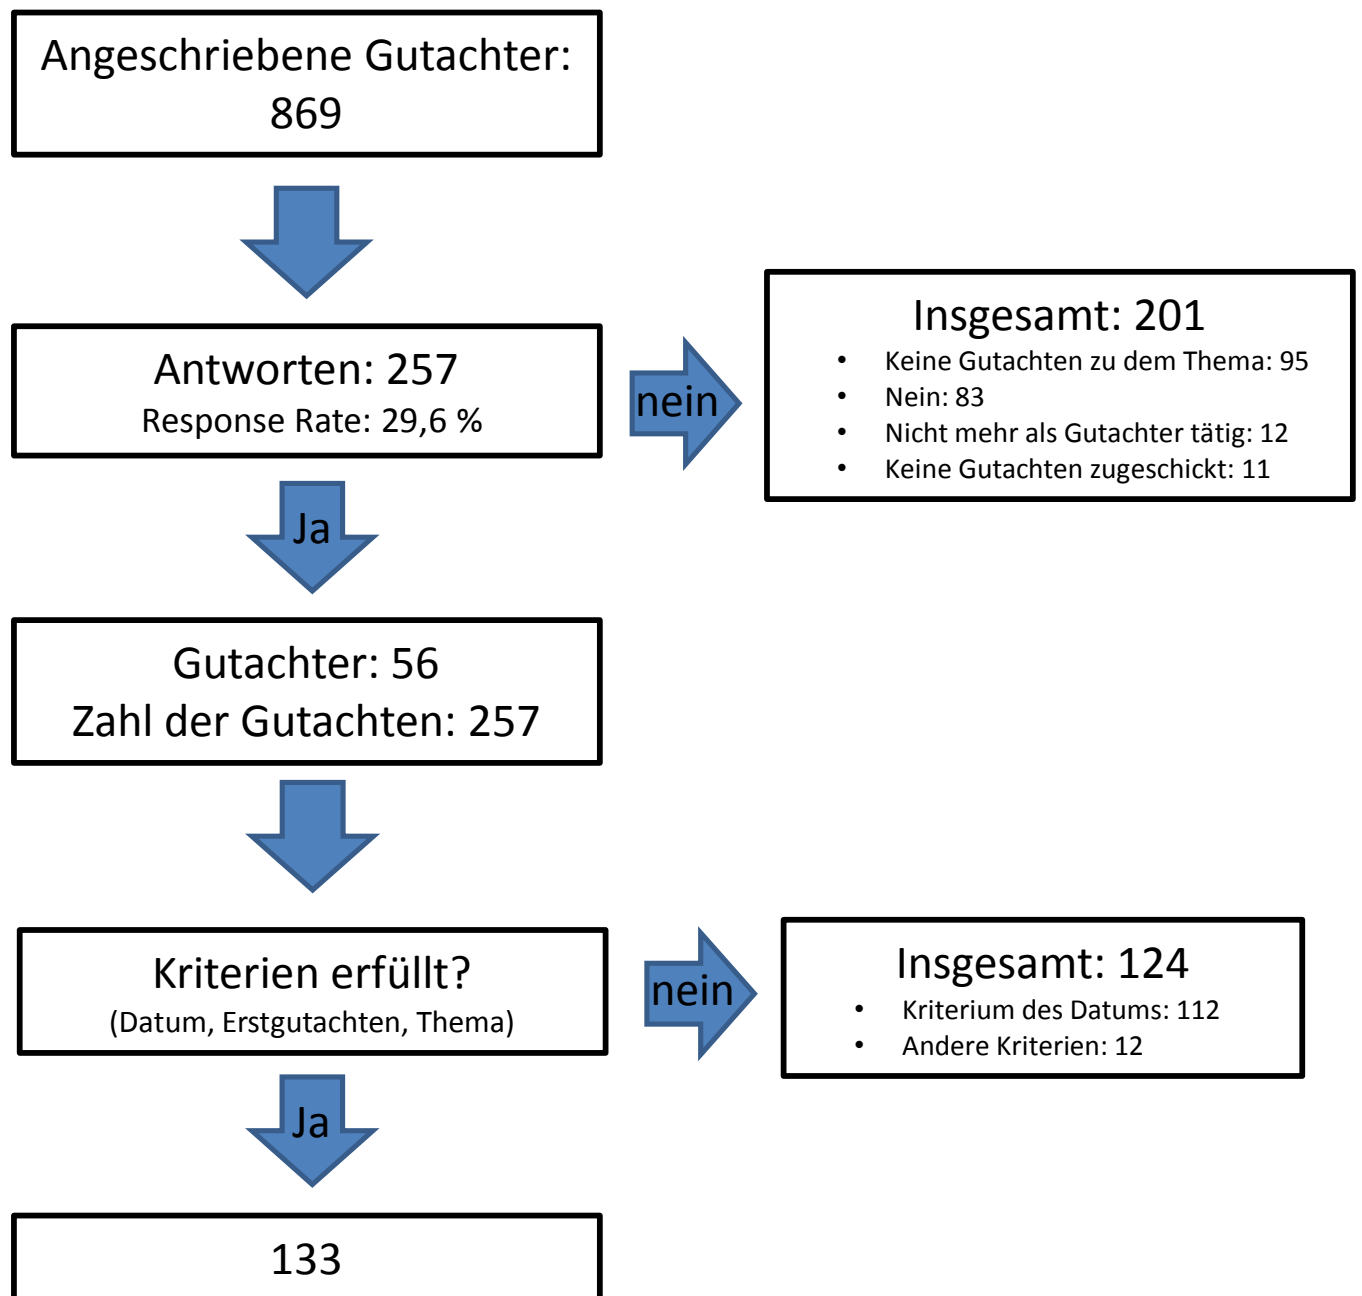 Angeschriebene Gutachter:
869
Antworten: 257
Response Rate: 29,6 %
nein
Insgesamt: 201
• Keine Gutachten zu dem Thema: 95
• Nein: 83
• Nicht mehr als Gutachter tätig: 12
• Keine Gutachten zugeschickt: 11
Ja
Gutachter: 56
Zahl der Gutachten: 257
Kriterien erfüllt?
(Datum, Erstgutachten, Thema)
nein
Insgesamt: 124
• Kriterium des Datums: 112
• Andere Kriterien: 12
Ja
133